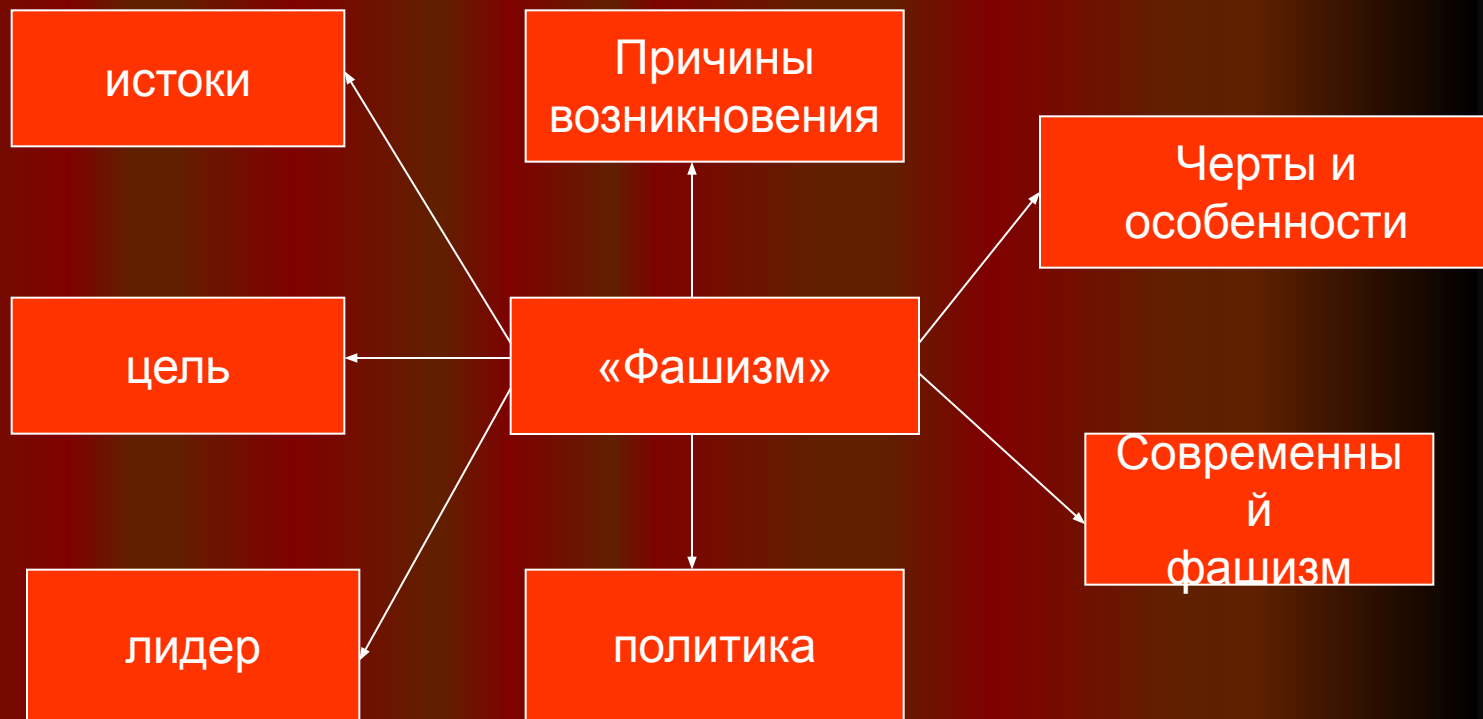 истоки
Причины
возникновения
Черты и
особенности
цель
«Фашизм»
Современны
й
фашизм
лидер
политика